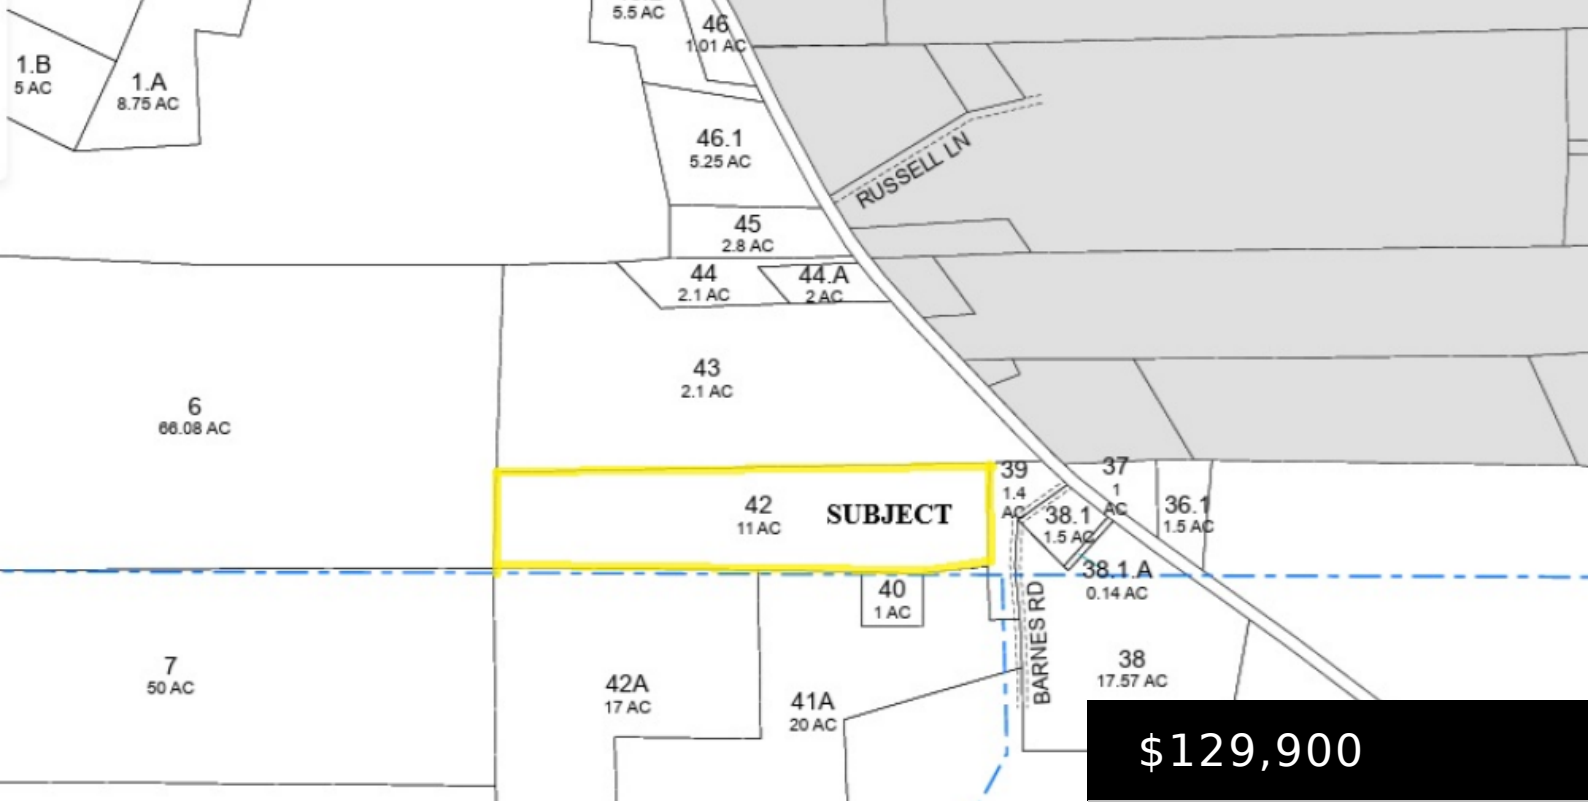 5.5 AC
46
1.01 AC
1.B
5 AC
1.A
8.75 AC
46.1
5.25 AC
RUSSELL LN
45
2.8 AC
44
2.1 AC
44.A
2 AC
43
2.1 AC
6
66.08 AC
39
1.4
AC
37
1
AC
42
11 AC
SUBJECT
38.1
1.5 AC
36.1
1.5 AC
38.1.A
0.14 AC
40
1 AC
BARNES RD
7
50 AC
42A
17 AC
41A
20 AC
38
17.57 AC
$129,900